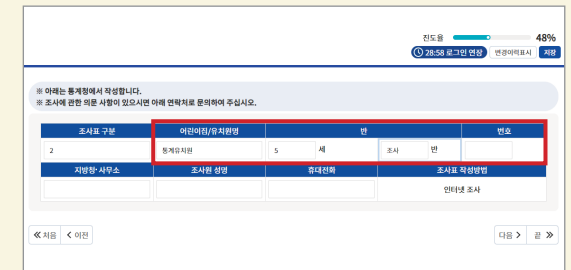 진도율 48%
28:58 로그인 연장 변경이력표시 저장
※ 아래는 통계청에서 작성합니다.
※ 조사에 관한 의문 사항이 있으시면 아래 연락처로 문의하여 주십시오.
조사표 구분 어린이집/유치원명 반 번호
2 통계유치원 5 세 조사 반
지방청·사무소 조사원 성명 휴대전화 조사표 작성방법
인터넷 조사
≪ 처음 < 이전 다음 > 끝 ≫